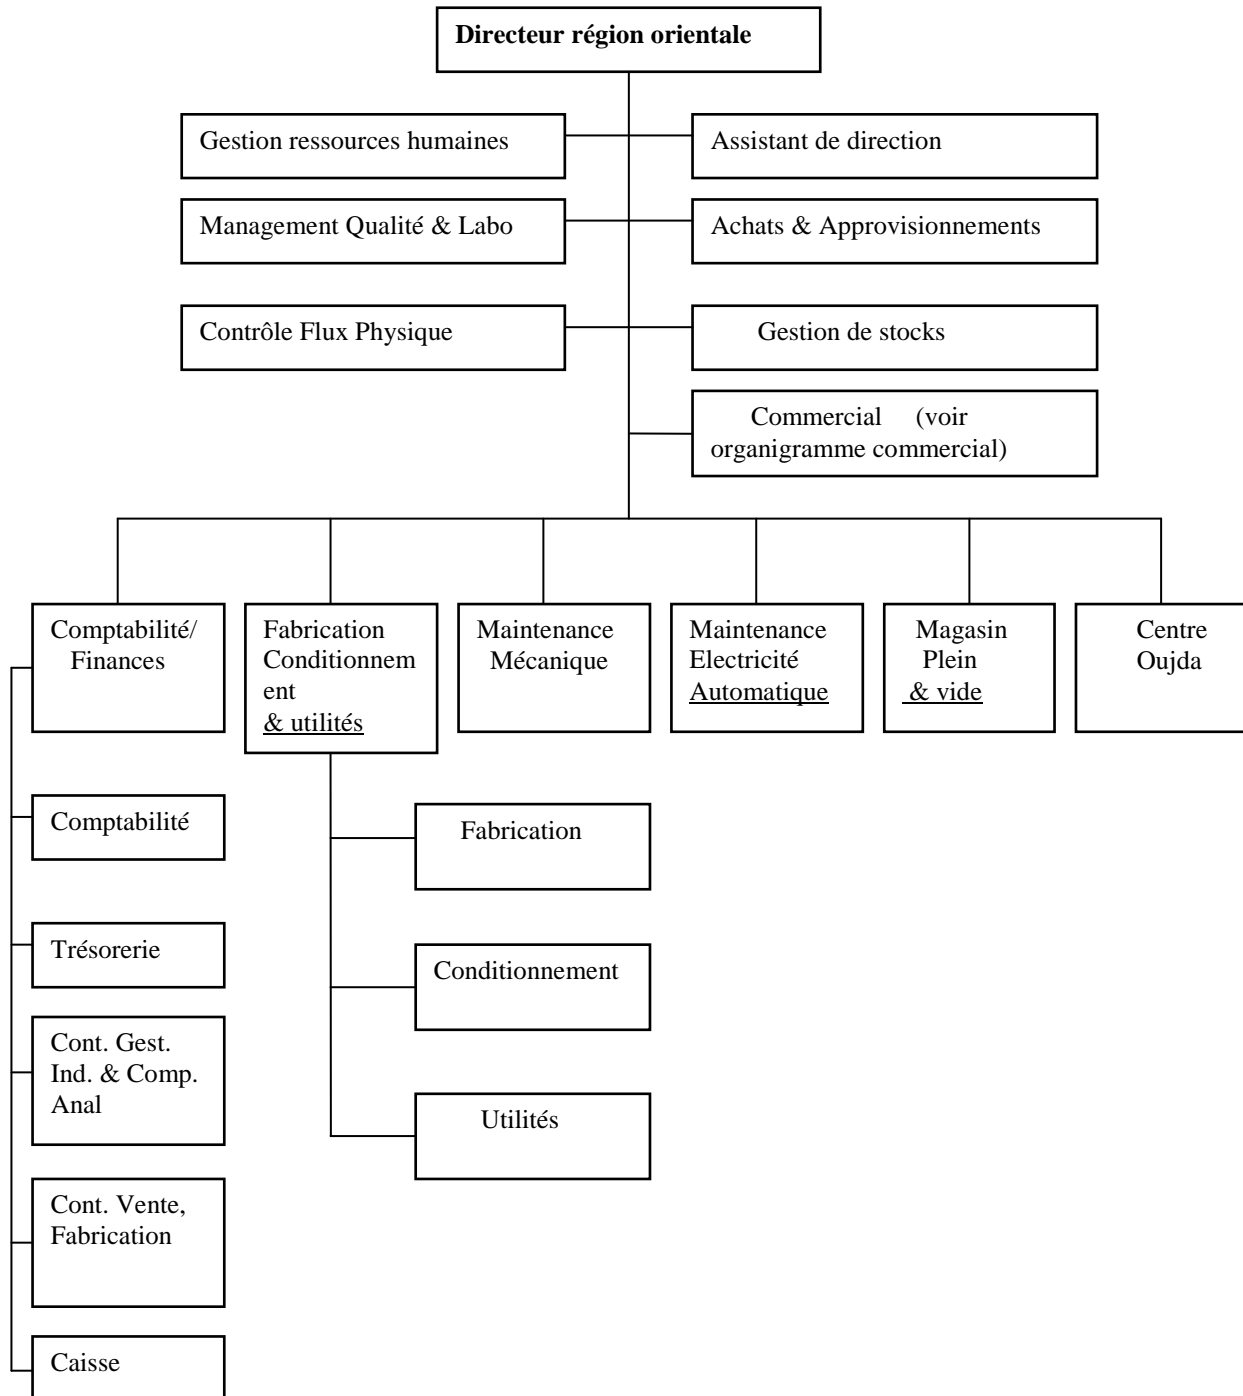 Directeur région orientale
Gestion ressources humaines
Assistant de direction
Management Qualité & Labo
Achats & Approvisionnements
Contrôle Flux Physique
Gestion de stocks
Commercial (voir
organigramme commercial)
Comptabilité/
Finances
Fabrication
Conditionnem
ent
& utilités
Maintenance
Mécanique
Maintenance
Electricité
Automatique
Magasin
Plein
& vide
Centre
Oujda
Comptabilité
Fabrication
Trésorerie
Conditionnement
Cont. Gest.
Ind. & Comp.
Anal
Utilités
Cont. Vente,
Fabrication
Caisse